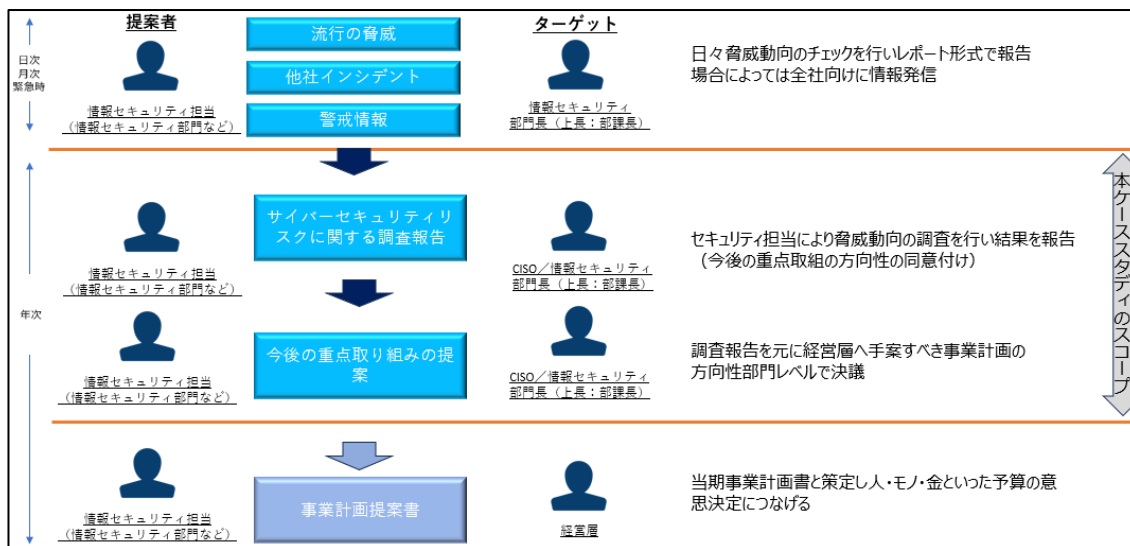 提案者
ターゲット
日次
月次
緊急時
流行の脅威
他社インシデント
警戒情報
情報セキュリティ担当
（情報セキュリティ部門など）
情報セキュリティ
部門長（上長：部課長）
日々脅威動向のチェックを行いレポート形式で報告
場合によっては全社向けに情報発信
年次
サイバーセキュリティリ
スクに関する調査報告
情報セキュリティ担当
（情報セキュリティ部門など）
CISO／情報セキュリティ
部門長（上長：部課長）
セキュリティ担当により脅威動向の調査を行い結果を報告
（今後の重点取組の方向性の同意付け）
本ケーススタディのスコープ
今後の重点取り組みの提
案
情報セキュリティ担当
（情報セキュリティ部門など）
CISO／情報セキュリティ
部門長（上長：部課長）
調査報告を元に経営層へ手案すべき事業計画の
方向性部門レベルで決議
事業計画提案書
情報セキュリティ担当
（情報セキュリティ部門など）
経営層
当期事業計画書と策定し人・モノ・金といった予算の意
思決定につなげる